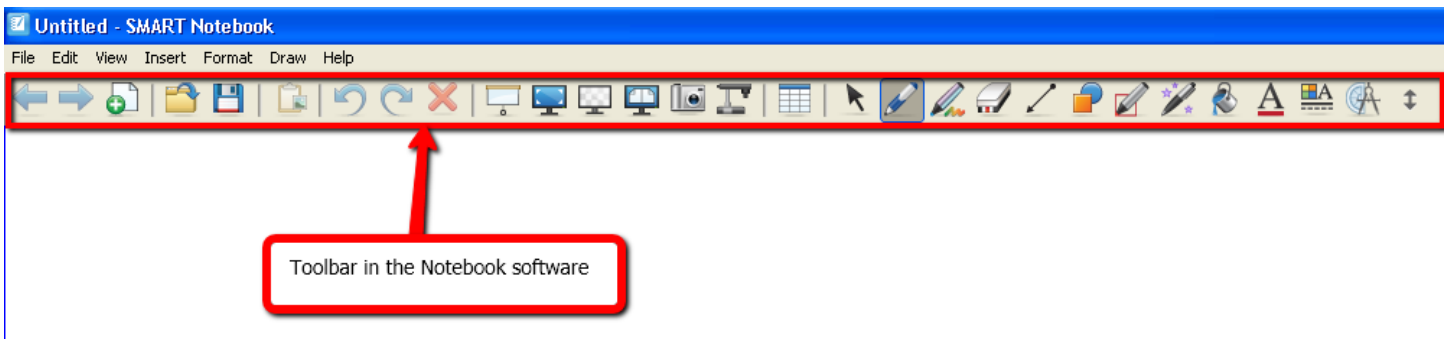 Untitled - SMART Notebook
File Edit View Insert Format Draw Help
A A
Toolbar in the Notebook software